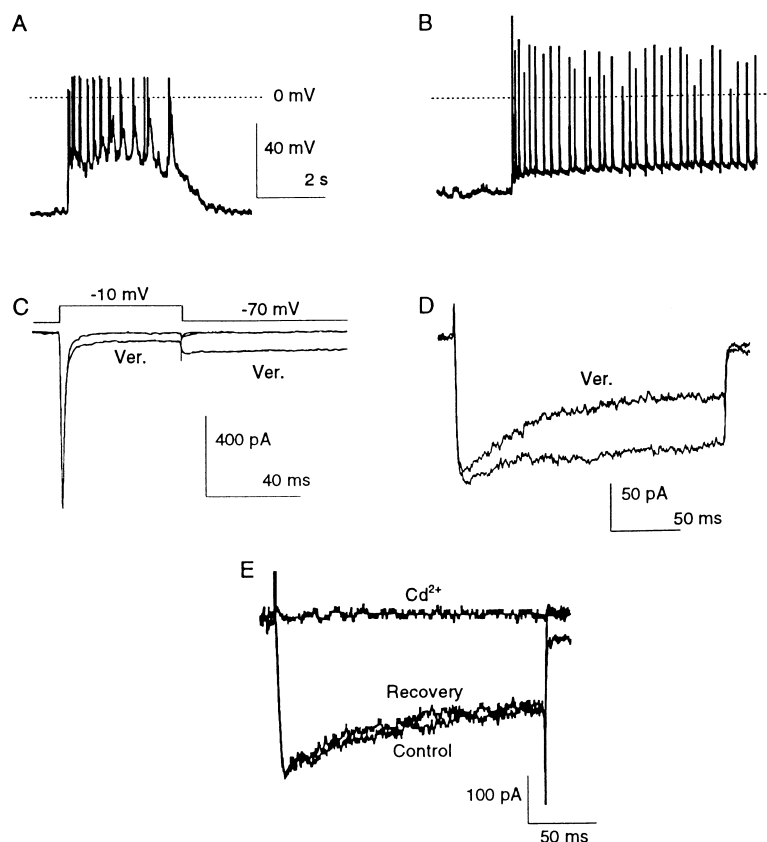 A
0 mV
40 mV
2 s
B
C
-10 mV
-70 mV
Ver.
Ver.
400 pA
40 ms
D
Ver.
50 pA
50 ms
E
Cd²⁺
Recovery
Control
100 pA
50 ms